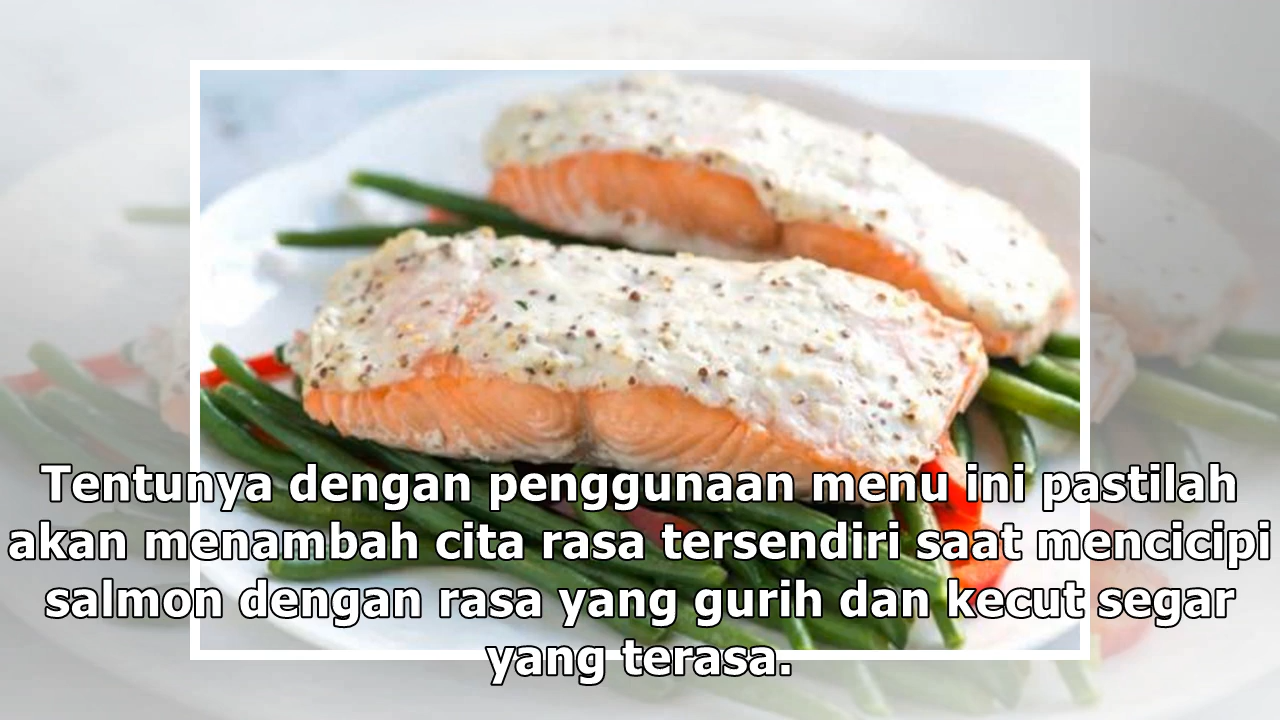 Tentunya dengan penggunaan menu ini pastilah
akan menambah cita rasa tersendiri saat mencicipi
salmon dengan rasa yang gurih dan kecut segar
yang terasa.